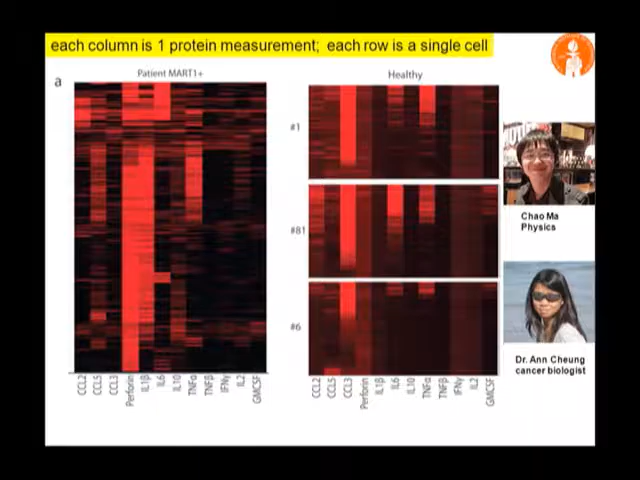 each column is 1 protein measurement; each row is a single cell
a
Patient MART1+
Healthy
#1
#81
#6
Chao Ma
Physics
Dr. Ann Cheung
cancer biologist
CCL2
CCL5
CCL3
Perforin
IL1β
IL6
IL10
TNFα
TNFβ
IFNγ
IL2
GMCSF
CCL2
CCL5
CCL3
Perforin
IL1β
IL6
IL10
TNFα
TNFβ
IFNγ
IL2
GMCSF